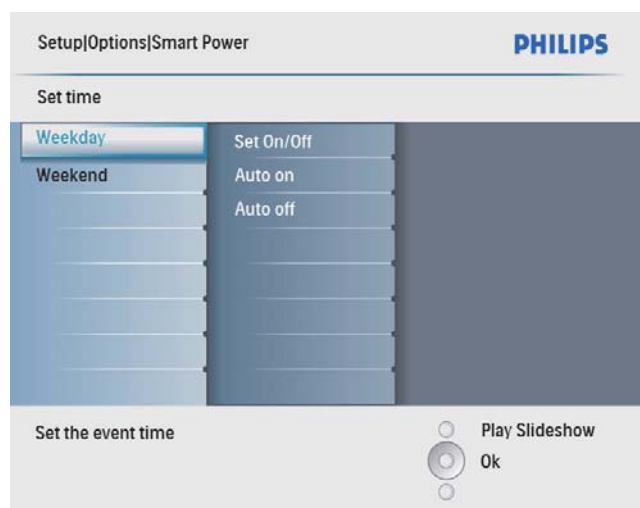 Setup|Options|Smart Power PHILIPS
Set time
Weekday
Weekend
Set On/Off
Auto on
Auto off
Set the event time
Play Slideshow
Ok